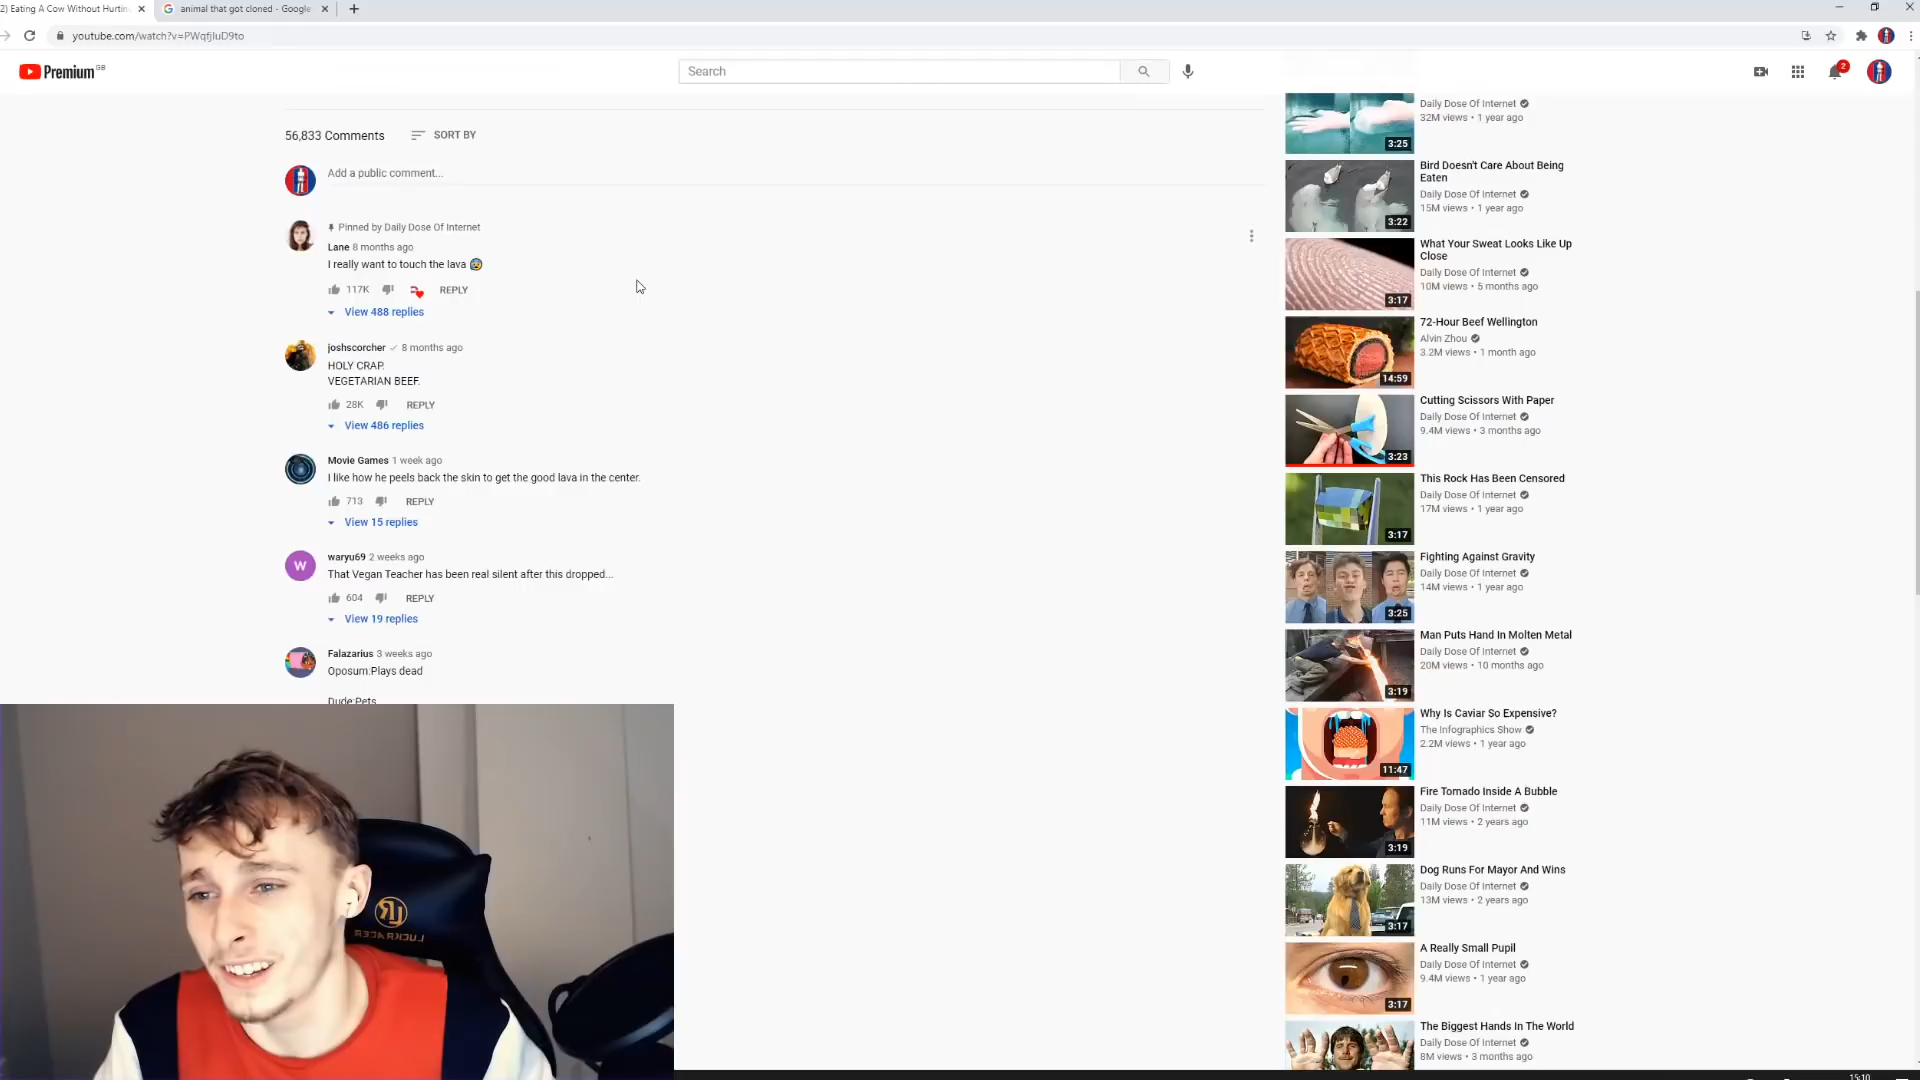 2) Eating A Cow Without Hurtin
animal that got cloned - Google
youtube.com/watch?v=PWqfjluD9to
Premium GB
Search
2
56,833 Comments
SORT BY
Add a public comment...
Pinned by Daily Dose Of Internet
Lane 8 months ago
I really want to touch the lava 😰
117K REPLY
View 488 replies
joshscorcher 8 months ago
HOLY CRAP.
VEGETARIAN BEEF.
28K REPLY
View 486 replies
Movie Games 1 week ago
I like how he peels back the skin to get the good lava in the center.
713 REPLY
View 15 replies
W
waryu69 2 weeks ago
That Vegan Teacher has been real silent after this dropped...
604 REPLY
View 19 replies
Falazarius 3 weeks ago
Oposum:Plays dead
Dude:Pets
LR
LUCKRACER
3:25
Daily Dose Of Internet
32M views • 1 year ago
3:22
Bird Doesn't Care About Being
Eaten
Daily Dose Of Internet
15M views • 1 year ago
3:17
What Your Sweat Looks Like Up
Close
Daily Dose Of Internet
10M views • 5 months ago
14:59
72-Hour Beef Wellington
Alvin Zhou
3.2M views • 1 month ago
3:23
Cutting Scissors With Paper
Daily Dose Of Internet
9.4M views • 3 months ago
3:17
This Rock Has Been Censored
Daily Dose Of Internet
17M views • 1 year ago
3:25
Fighting Against Gravity
Daily Dose Of Internet
14M views • 1 year ago
3:19
Man Puts Hand In Molten Metal
Daily Dose Of Internet
20M views • 10 months ago
11:47
Why Is Caviar So Expensive?
The Infographics Show
2.2M views • 1 year ago
3:19
Fire Tornado Inside A Bubble
Daily Dose Of Internet
11M views • 2 years ago
3:17
Dog Runs For Mayor And Wins
Daily Dose Of Internet
13M views • 2 years ago
3:17
A Really Small Pupil
Daily Dose Of Internet
9.4M views • 1 year ago
The Biggest Hands In The World
Daily Dose Of Internet
8M views • 3 months ago
15:10